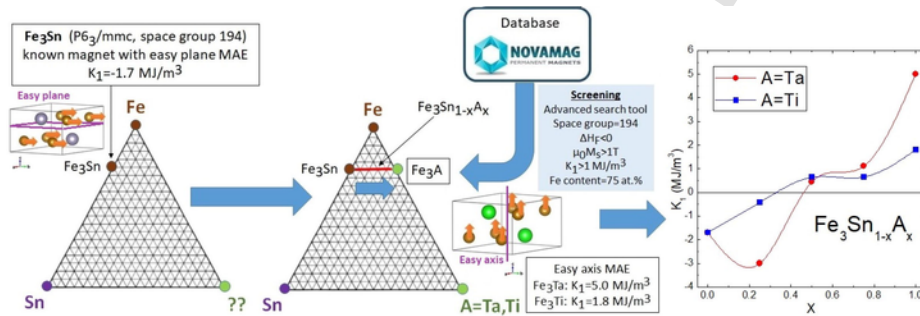 Fe₃Sn (P6₃/mmc, space group 194)
known magnet with easy plane MAE
K₁=-1.7 MJ/m³
Easy plane
Fe
Fe₃Sn
Sn
??
Fe₃Sn₁₋ₓAₓ
Fe
Fe₃Sn
Fe₃A
Sn
A=Ta,Ti
Database
NOVAMAG
PERMANENT MAGNETS
Screening
Advanced search tool
Space group=194
ΔH_F<0
μ₀Mₛ>1T
K₁>1 MJ/m³
Fe content=75 at.%
Easy axis
Easy axis MAE
Fe₃Ta: K₁=5.0 MJ/m³
Fe₃Ti: K₁=1.8 MJ/m³
A=Ta
A=Ti
K₁ (MJ/m³)
5
4
3
2
1
0
-1
-2
-3
-4
Fe₃Sn₁₋ₓAₓ
0.0 0.2 0.4 0.6 0.8 1.0
X